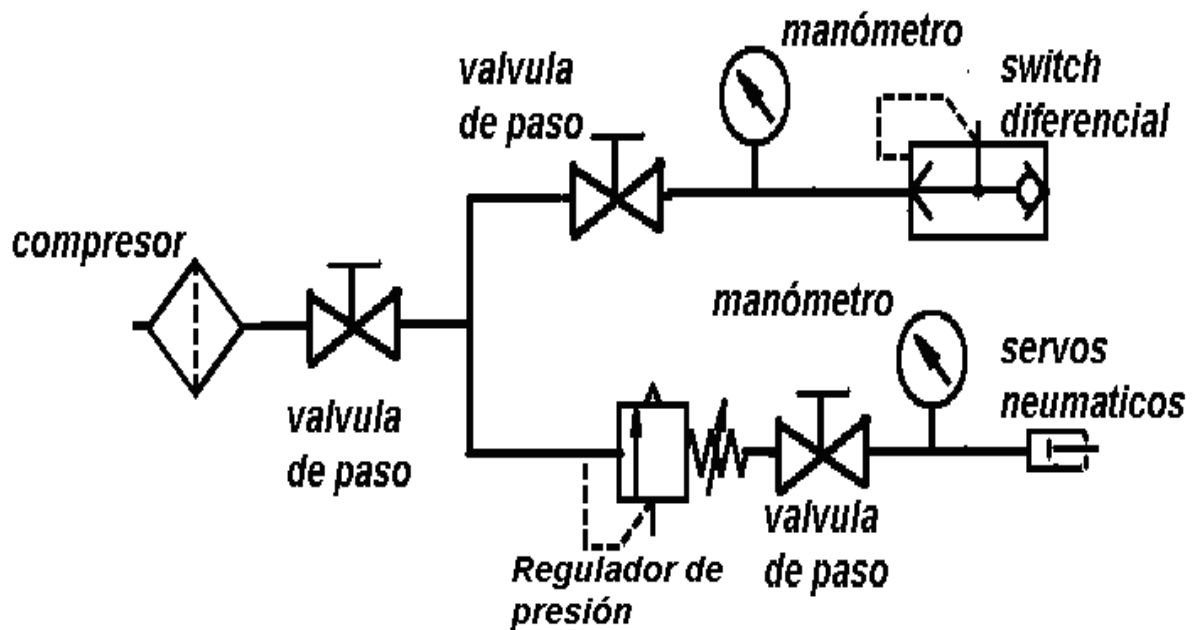 manómetro
valvula
de paso
switch
diferencial
compresor
manómetro
servos
neumaticos
valvula
de paso
valvula
de paso
Regulador de
presión